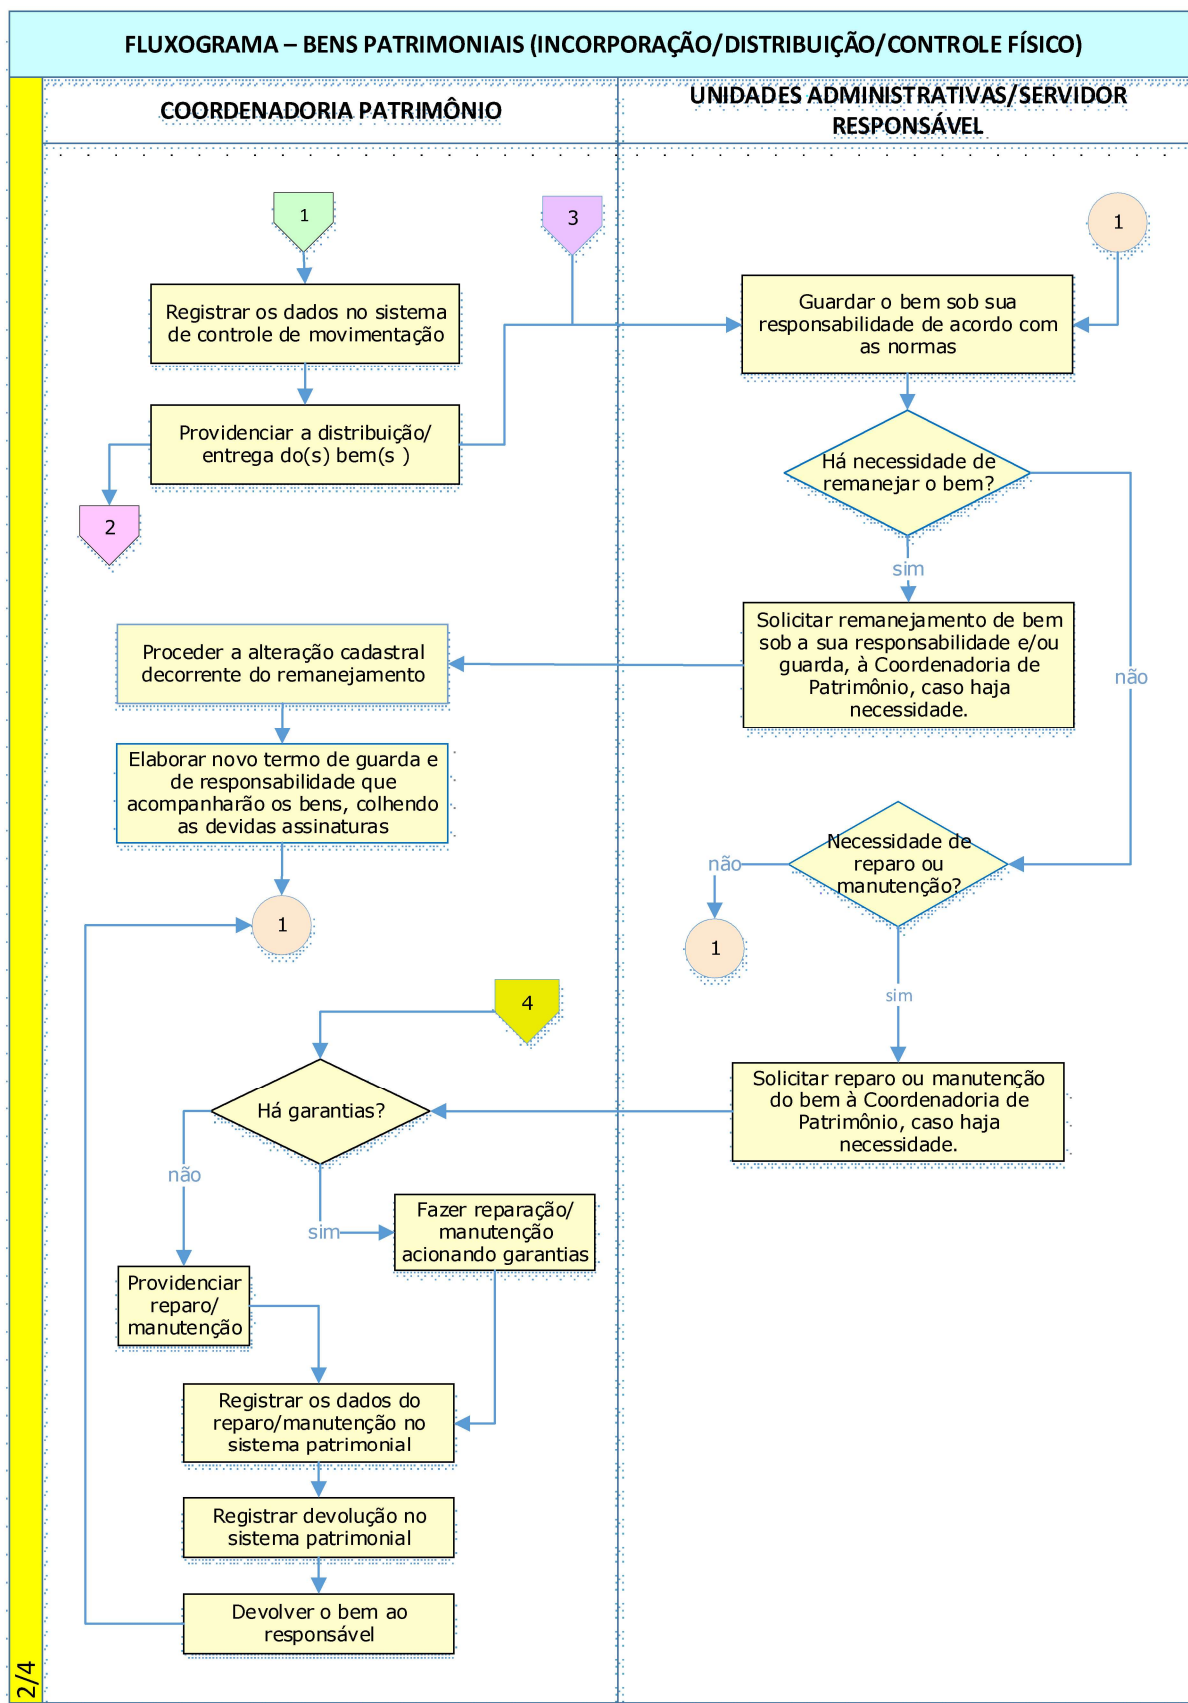 FLUXOGRAMA – BENS PATRIMONIAIS (INCORPORAÇÃO/DISTRIBUIÇÃO/CONTROLE FÍSICO)
COORDENADORIA PATRIMÔNIO
UNIDADES ADMINISTRATIVAS/SERVIDOR
RESPONSÁVEL
1
3
1
Registrar os dados no sistema
de controle de movimentação
Guardar o bem sob sua
responsabilidade de acordo com
as normas
Providenciar a distribuição/
entrega do(s) bem(s )
2
Há necessidade de
remanejar o bem?
sim
não
Solicitar remanejamento de bem
sob a sua responsabilidade e/ou
guarda, à Coordenadoria de
Patrimônio, caso haja
necessidade.
Proceder a alteração cadastral
decorrente do remanejamento
Elaborar novo termo de guarda e
de responsabilidade que
acompanharão os bens, colhendo
as devidas assinaturas
1
Necessidade de
reparo ou
manutenção?
não
1
sim
4
Solicitar reparo ou manutenção
do bem à Coordenadoria de
Patrimônio, caso haja
necessidade.
Há garantias?
não
sim
Fazer reparação/
manutenção
acionando garantias
Providenciar
reparo/
manutenção
Registrar os dados do
reparo/manutenção no
sistema patrimonial
Registrar devolução no
sistema patrimonial
Devolver o bem ao
responsável
2/4